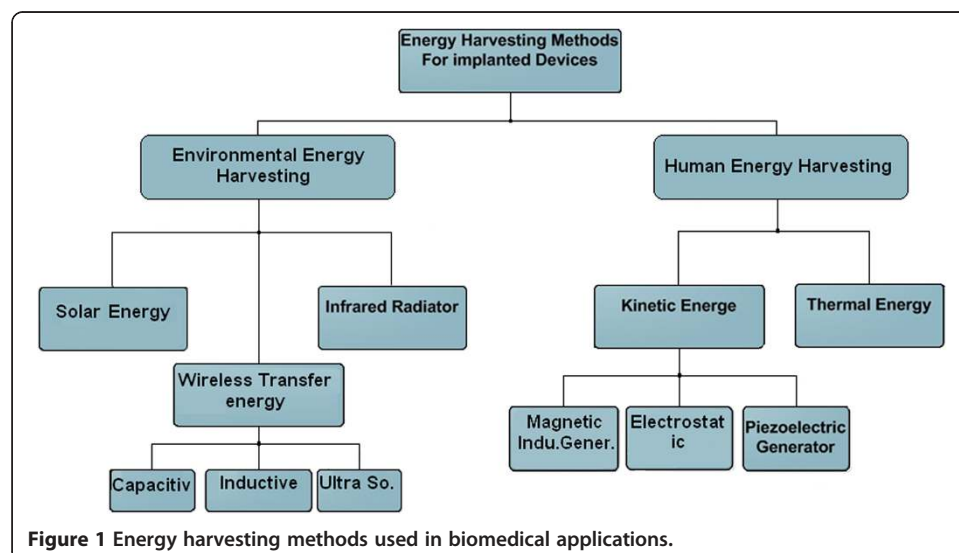 Energy Harvesting Methods
For implanted Devices
Environmental Energy
Harvesting
Human Energy Harvesting
Solar Energy
Infrared Radiator
Kinetic Energe
Thermal Energy
Wireless Transfer
energy
Magnetic
Indu.Gener.
Electrostat
ic
Piezoelectric
Generator
Capacitiv
Inductive
Ultra So.
Figure 1 Energy harvesting methods used in biomedical applications.